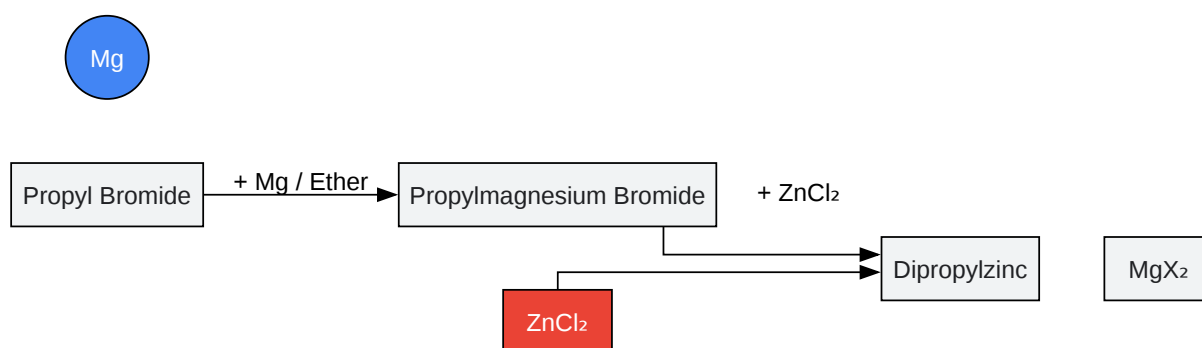 Mg
Propyl Bromide
+ Mg / Ether
Propylmagnesium Bromide
+ ZnCl₂
Dipropylzinc
MgX₂
ZnCl₂